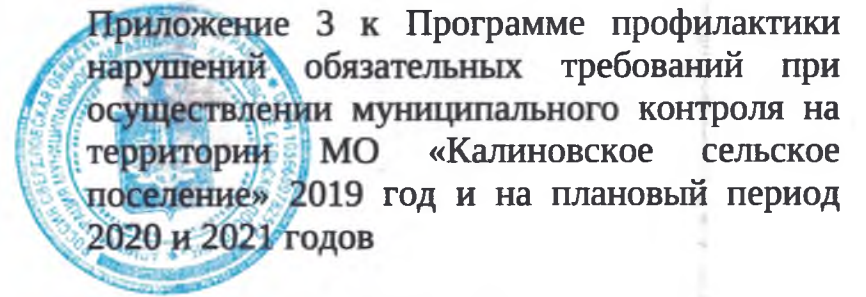 Приложение 3 к Программе профилактики
нарушений обязательных требований при
осуществлении муниципального контроля на
территории МО «Калиновское сельское
поселение» 2019 год и на плановый период
2020 и 2021 годов